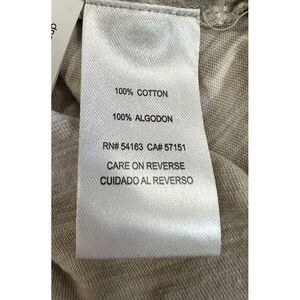 100% COTTON
100% ALGODON
RN# 54163 CA# 57151
CARE ON REVERSE
CUIDADO AL REVERSO